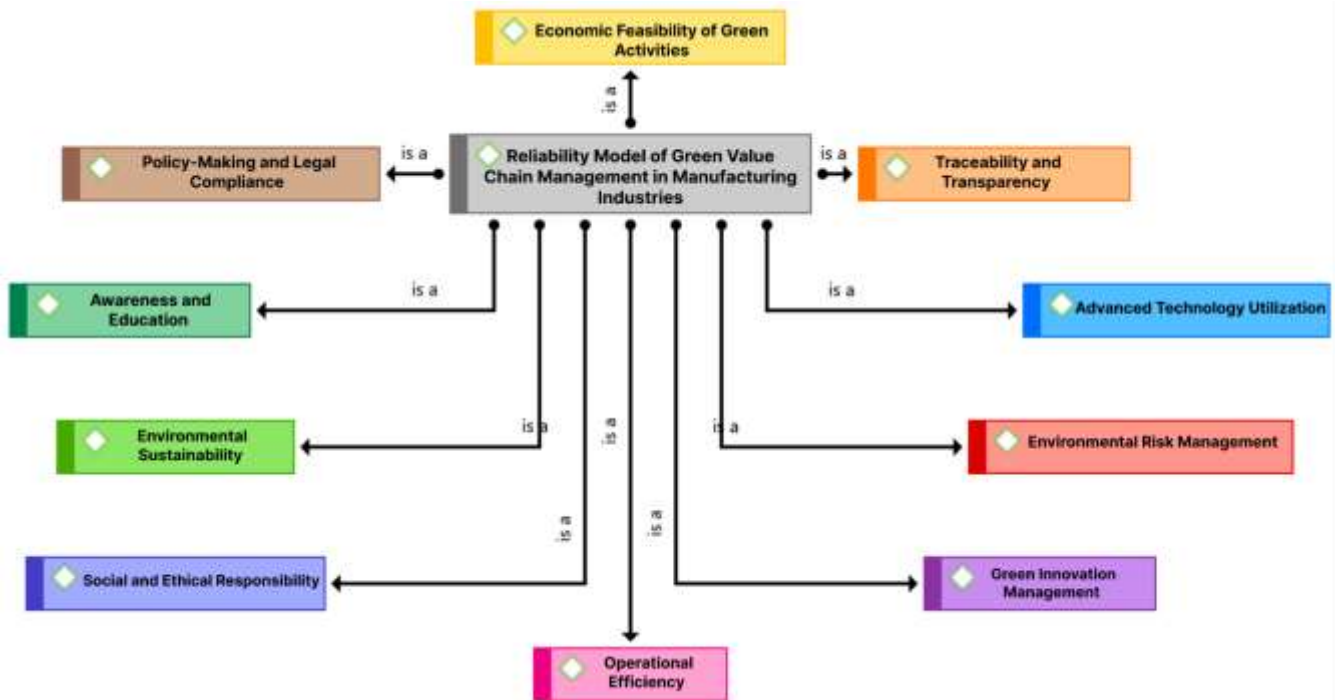 Economic Feasibility of Green
Activities
is a
Policy-Making and Legal
Compliance
is a
Reliability Model of Green Value
Chain Management in Manufacturing
Industries
is a
Traceability and
Transparency
Awareness and
Education
is a
is a
Advanced Technology Utilization
Environmental
Sustainability
is a
is a
is a
Environmental Risk Management
Social and Ethical Responsibility
is a
is a
Green Innovation
Management
Operational
Efficiency